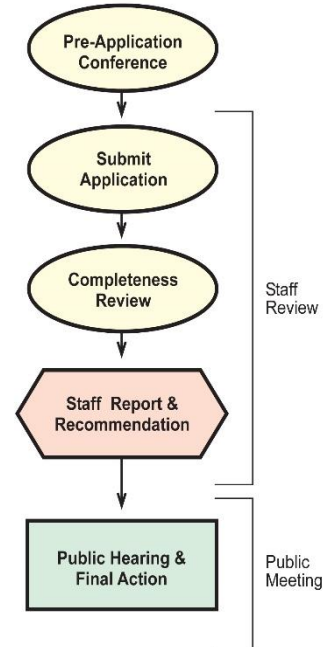 Pre-Application
Conference
Submit
Application
Completeness
Review
Staff Report &
Recommendation
Staff
Review
Public Hearing &
Final Action
Public
Meeting